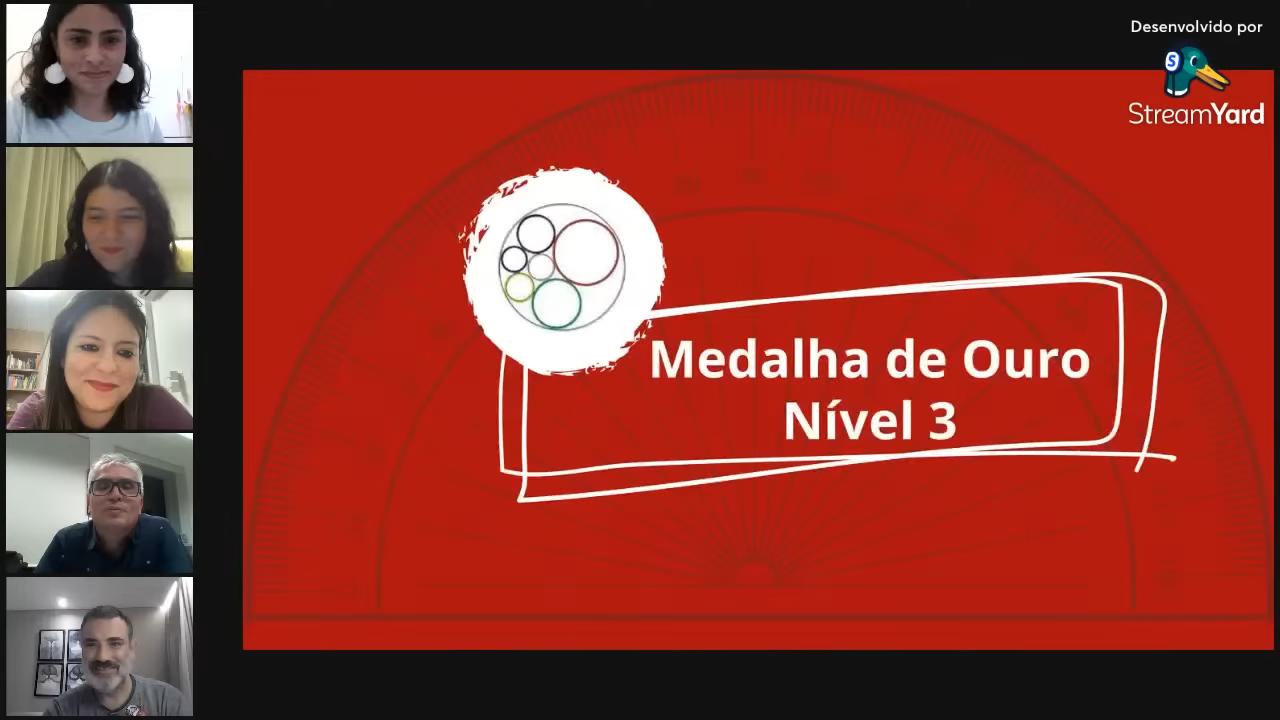 Desenvolvido por
S
StreamYard
Medalha de Ouro
Nível 3